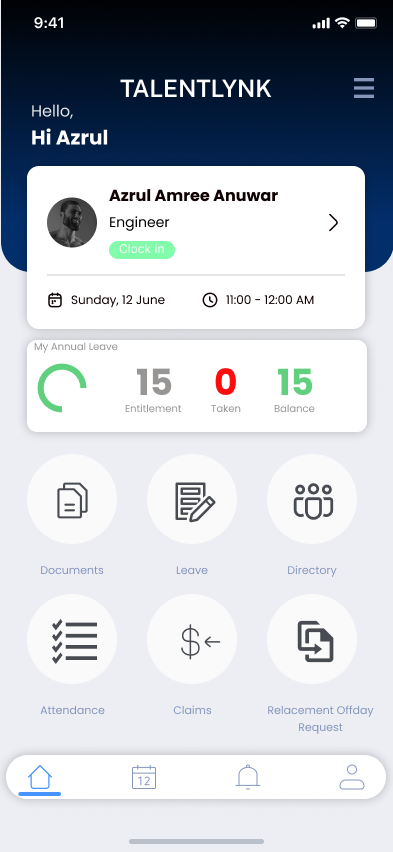 9:41
TALENTLYNK
Hello,
Hi Azrul
Azrul Amree Anuwar
Engineer
Clock In
Sunday, 12 June 11:00 - 12:00 AM
My Annual Leave
15 0 15
Entitlement Taken Balance
Documents Leave Directory
Attendance Claims Relacement Offday
Request
12